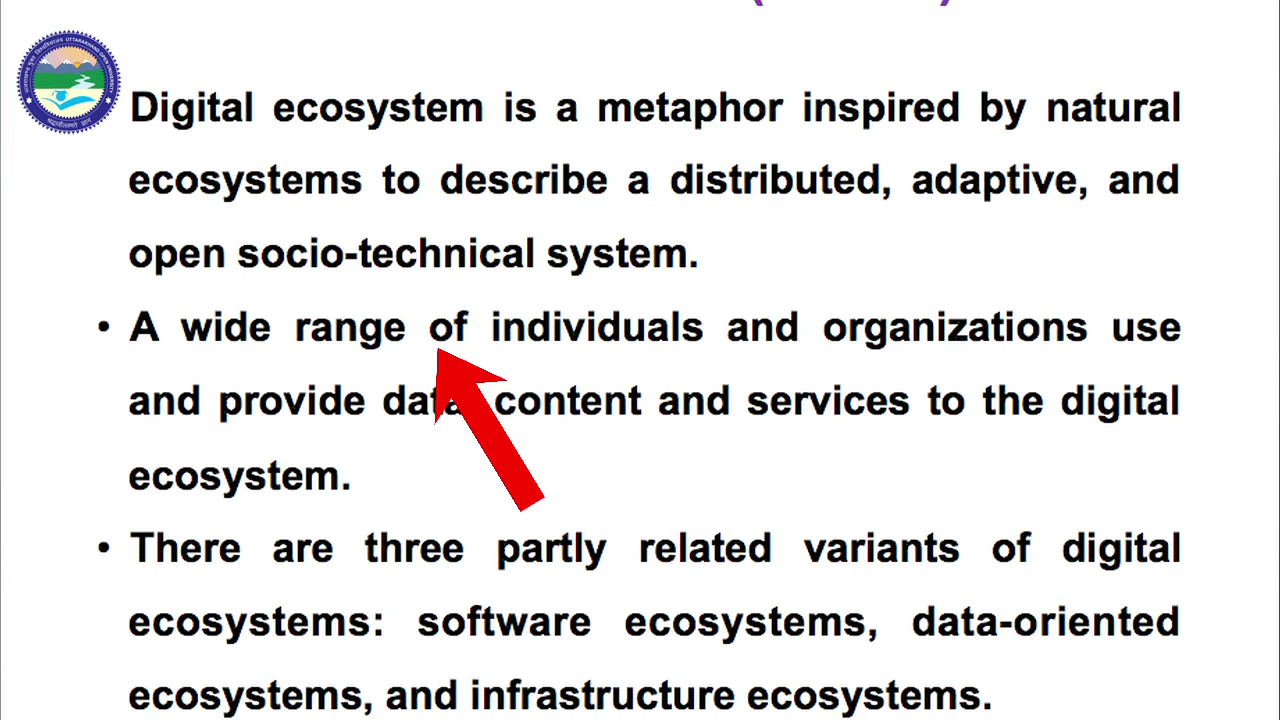 Digital ecosystem is a metaphor inspired by natural
ecosystems to describe a distributed, adaptive, and
open socio-technical system.
• A wide range of individuals and organizations use
and provide data, content and services to the digital
ecosystem.
• There are three partly related variants of digital
ecosystems: software ecosystems, data-oriented
ecosystems, and infrastructure ecosystems.